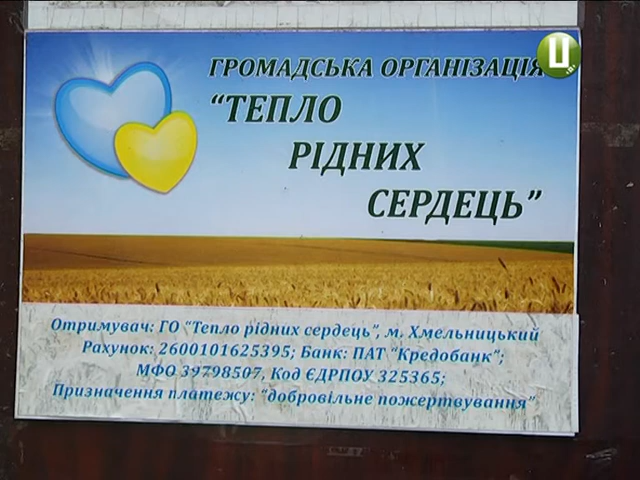 ГРОМАДСЬКА ОРГАНІЗАЦІЯ
“ТЕПЛО
РІДНИХ
СЕРДЕЦЬ”
Отримувач: ГО “Тепло рідних сердець”, м. Хмельницький
Рахунок: 2600101625395; Банк: ПАТ “Кредобанк”;
МФО 39798507, Код ЄДРПОУ 325365;
Призначення платежу: “добровільне пожертвування”